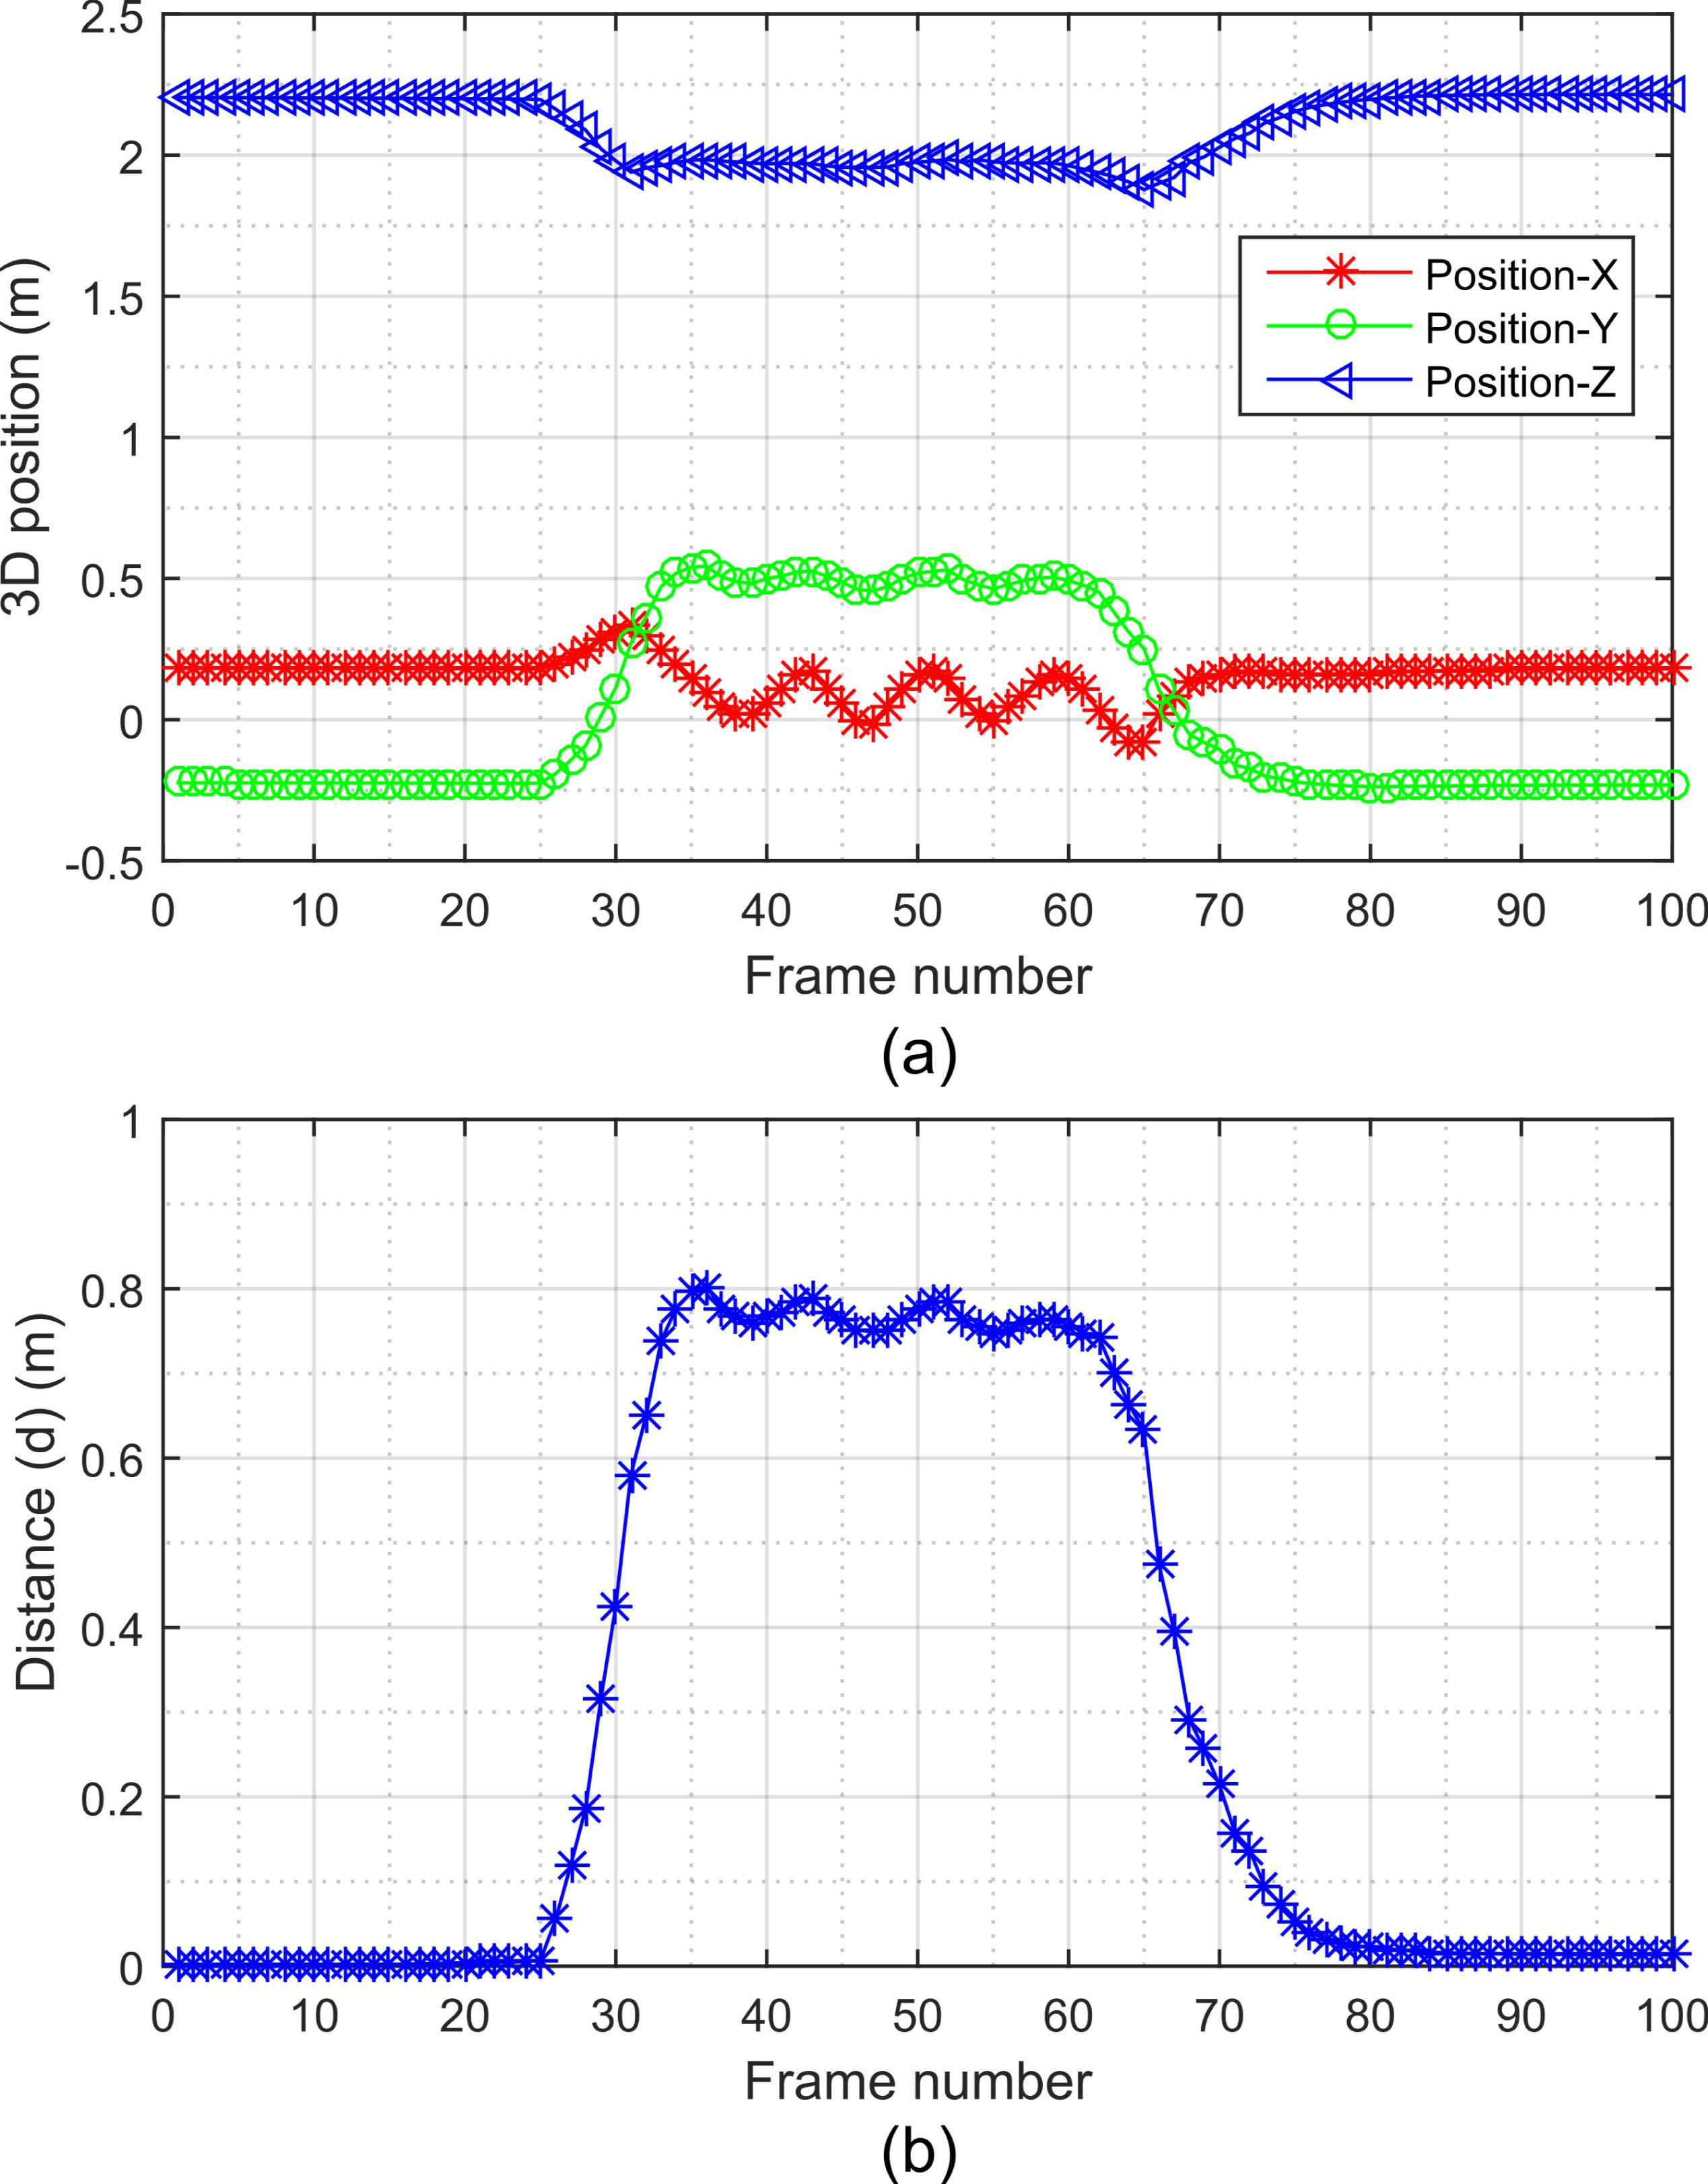 2.5
2
1.5
1
0.5
0
-0.5
3D position (m)
Position-X
Position-Y
Position-Z
0 10 20 30 40 50 60 70 80 90 100
Frame number
(a)
1
0.8
0.6
0.4
0.2
0
Distance (d) (m)
0 10 20 30 40 50 60 70 80 90 100
Frame number
(b)